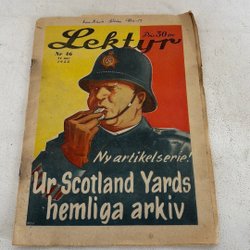 Lektyr
Pris 30 öre
Nr 46
Ny artikelserie!
Ur Scotland Yards
hemliga arkiv